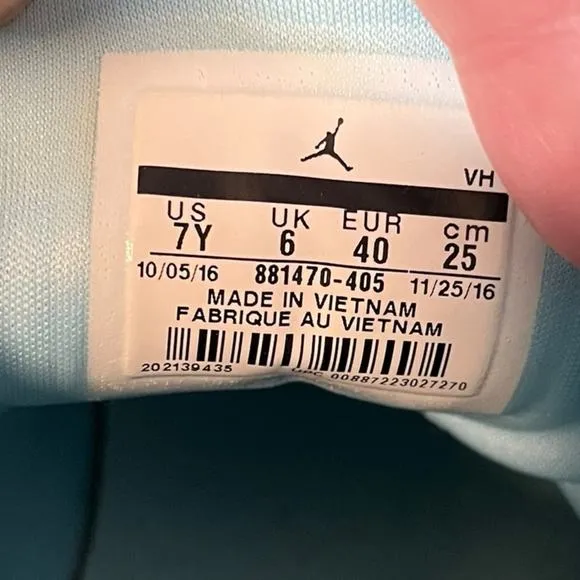 VH
US UK EUR cm
7Y 6 40 25
10/05/16 881470-405 11/25/16
MADE IN VIETNAM
FABRIQUE AU VIETNAM
202139435 UPC 00887223027270